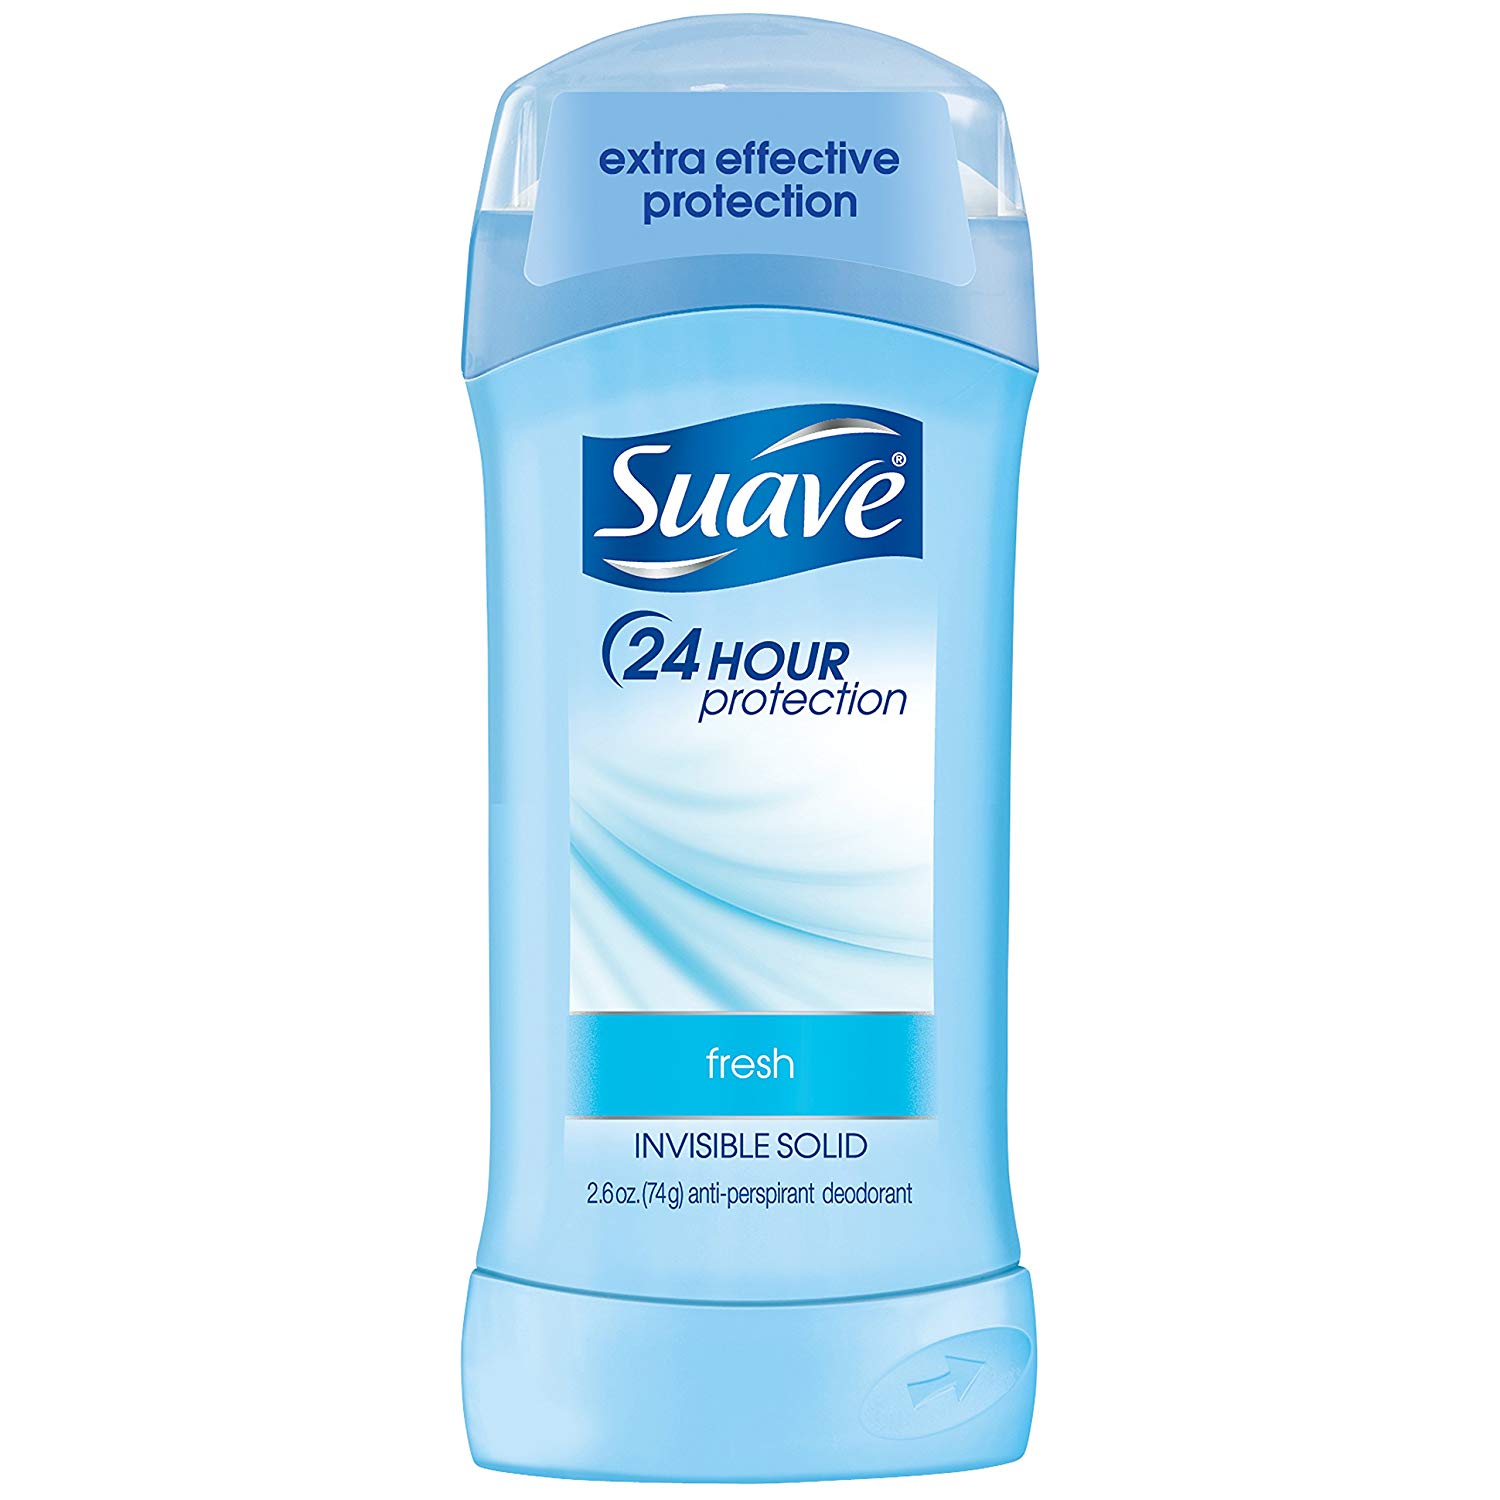 extra effective
protection
Suave®
24 HOUR
protection
fresh
INVISIBLE SOLID
2.6 oz. (74g) anti-perspirant deodorant